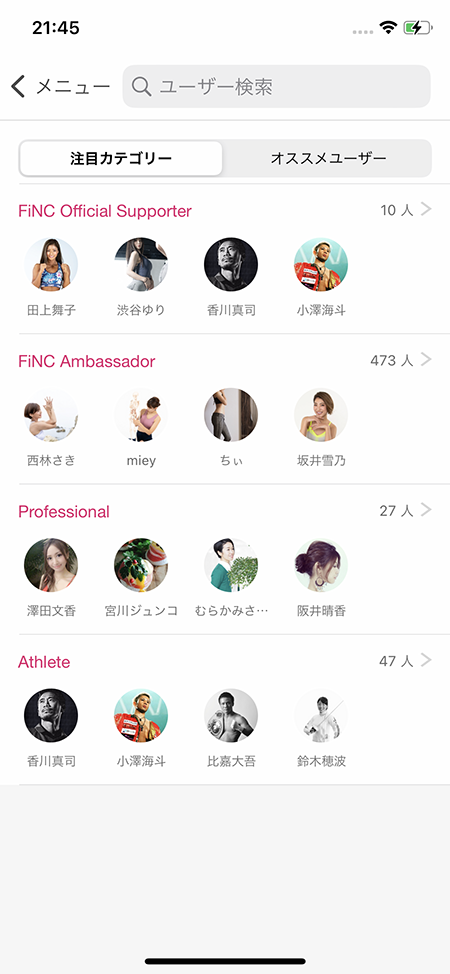 21:45
メニュー
ユーザー検索
注目カテゴリー
オススメユーザー
FiNC Official Supporter
10 人
田上舞子
渋谷ゆり
香川真司
小澤海斗
FiNC Ambassador
473 人
西林さき
miey
ちぃ
坂井雪乃
Professional
27 人
澤田文香
宮川ジュンコ
むらかみさ…
阪井晴香
Athlete
47 人
香川真司
小澤海斗
比嘉大吾
鈴木穂波